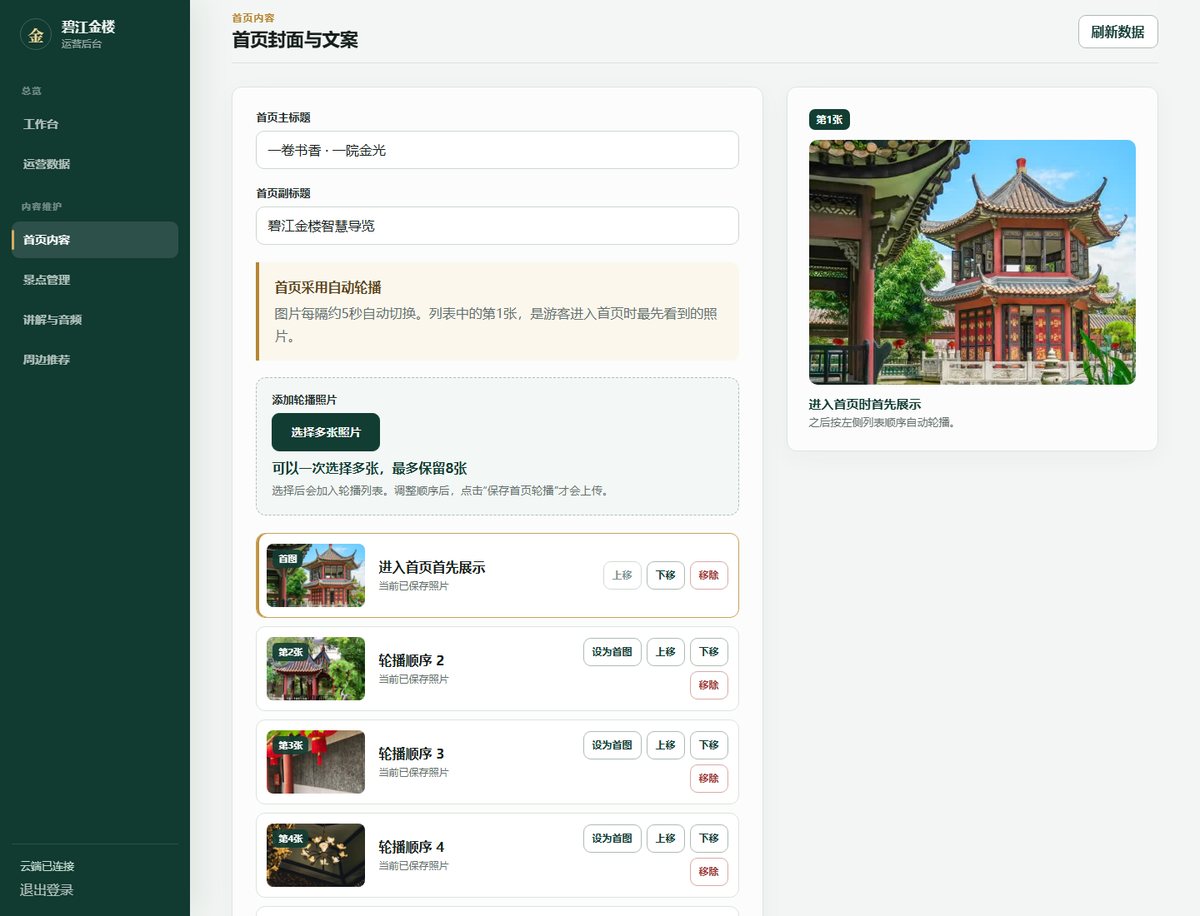 金
碧江金楼
运营后台
总览
工作台
运营数据
内容维护
首页内容
景点管理
讲解与音频
周边推荐
云端已连接
退出登录
首页内容
首页封面与文案
刷新数据
首页主标题
一卷书香 · 一院金光
首页副标题
碧江金楼智慧导览
首页采用自动轮播
图片每隔约5秒自动切换。列表中的第1张，是游客进入首页时最先看到的照
片。
添加轮播照片
选择多张照片
可以一次选择多张，最多保留8张
选择后会加入轮播列表。调整顺序后，点击“保存首页轮播”才会上传。
首图
进入首页首先展示
当前已保存照片
上移
下移
移除
第2张
轮播顺序 2
当前已保存照片
设为首图
上移
下移
移除
第3张
轮播顺序 3
当前已保存照片
设为首图
上移
下移
移除
第4张
轮播顺序 4
当前已保存照片
设为首图
上移
下移
移除
第1张
进入首页时首先展示
之后按左侧列表顺序自动轮播。